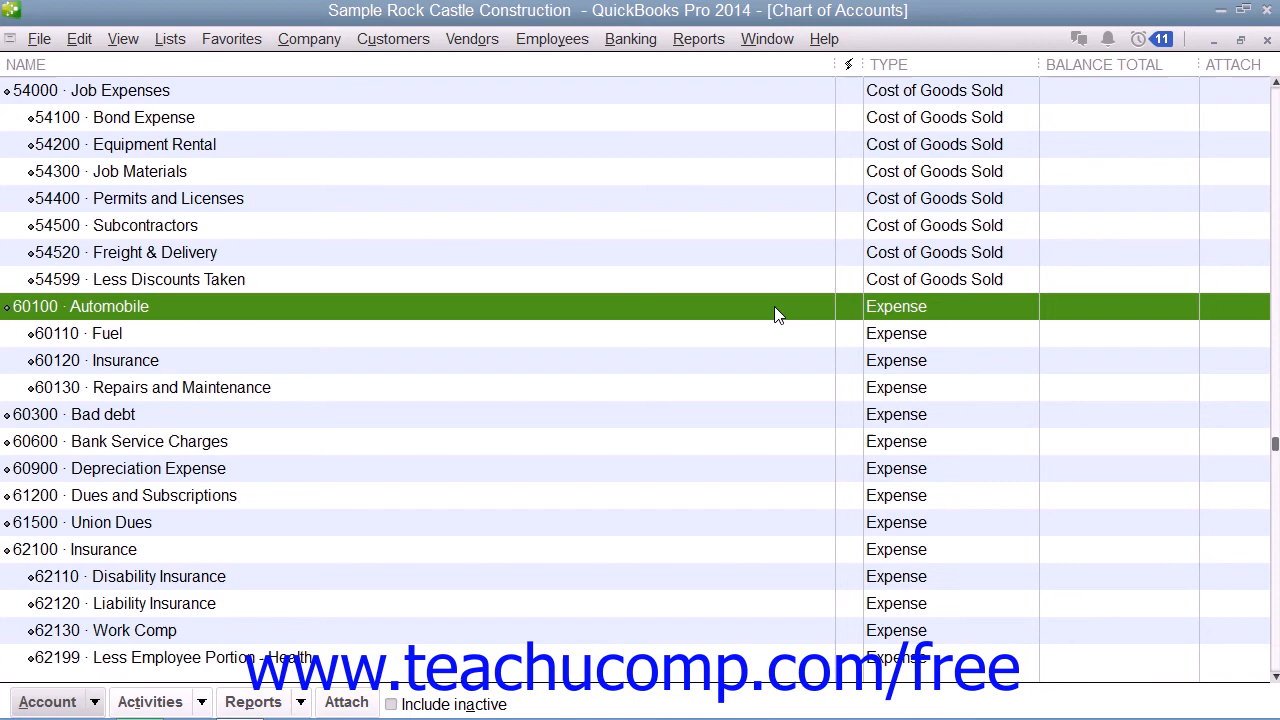 Sample Rock Castle Construction - QuickBooks Pro 2014 - [Chart of Accounts]
File Edit View Lists Favorites Company Customers Vendors Employees Banking Reports Window Help 11
NAME TYPE BALANCE TOTAL ATTACH
54000 · Job Expenses Cost of Goods Sold
54100 · Bond Expense Cost of Goods Sold
54200 · Equipment Rental Cost of Goods Sold
54300 · Job Materials Cost of Goods Sold
54400 · Permits and Licenses Cost of Goods Sold
54500 · Subcontractors Cost of Goods Sold
54520 · Freight & Delivery Cost of Goods Sold
54599 · Less Discounts Taken Cost of Goods Sold
60100 · Automobile Expense
60110 · Fuel Expense
60120 · Insurance Expense
60130 · Repairs and Maintenance Expense
60300 · Bad debt Expense
60600 · Bank Service Charges Expense
60900 · Depreciation Expense Expense
61200 · Dues and Subscriptions Expense
61500 · Union Dues Expense
62100 · Insurance Expense
62110 · Disability Insurance Expense
62120 · Liability Insurance Expense
62130 · Work Comp Expense
62199 · Less Employee Portion - Health Expense
www.teachucomp.com/free
Account Activities Reports Attach Include inactive